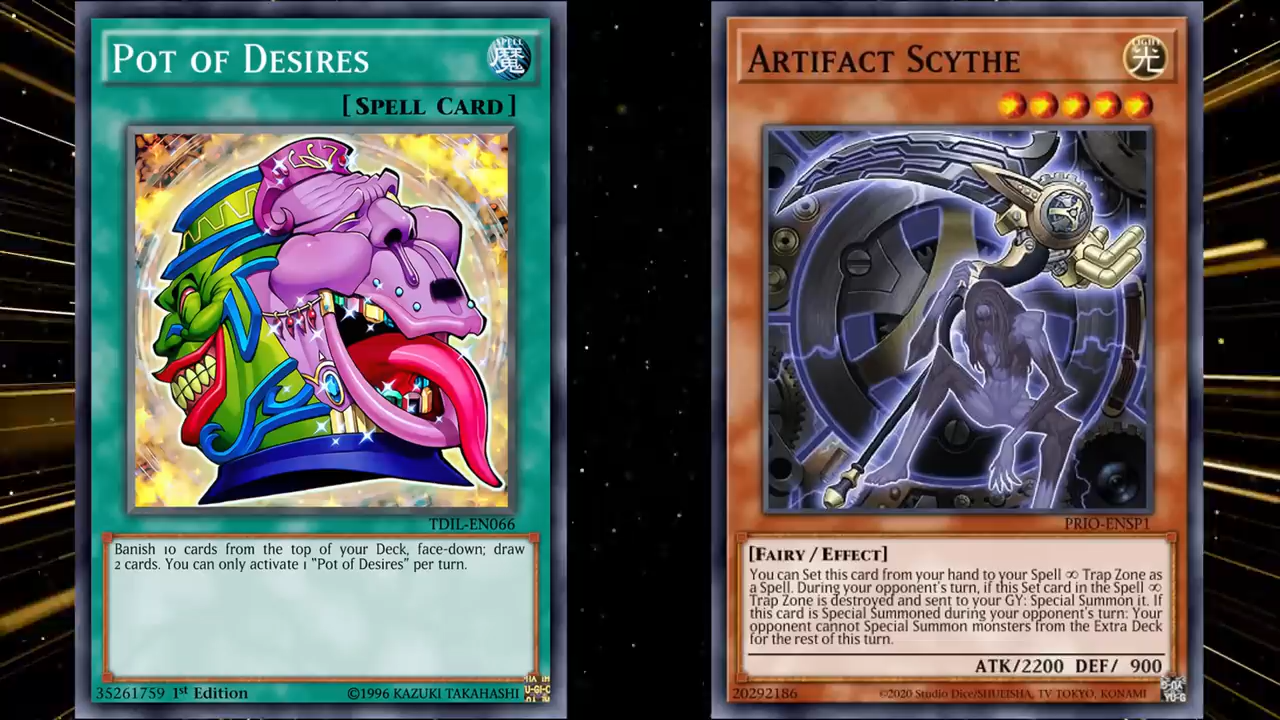 POT OF DESIRES
SPELL
魔
[SPELL CARD]
TDIL-EN066
Banish 10 cards from the top of your Deck, face-down; draw
2 cards. You can only activate 1 "Pot of Desires" per turn.
35261759 1st Edition
©1996 KAZUKI TAKAHASHI
ARTIFACT SCYTHE
LIGHT
光
PRIO-ENSP1
[FAIRY / EFFECT]
You can Set this card from your hand to your Spell ∞ Trap Zone as
a Spell. During your opponent's turn, if this Set card in the Spell ∞
Trap Zone is destroyed and sent to your GY: Special Summon it. If
this card is Special Summoned during your opponent's turn: Your
opponent cannot Special Summon monsters from the Extra Deck
for the rest of this turn.
ATK/2200 DEF/ 900
20292186
©2020 Studio Dice/SHUEISHA, TV TOKYO, KONAMI